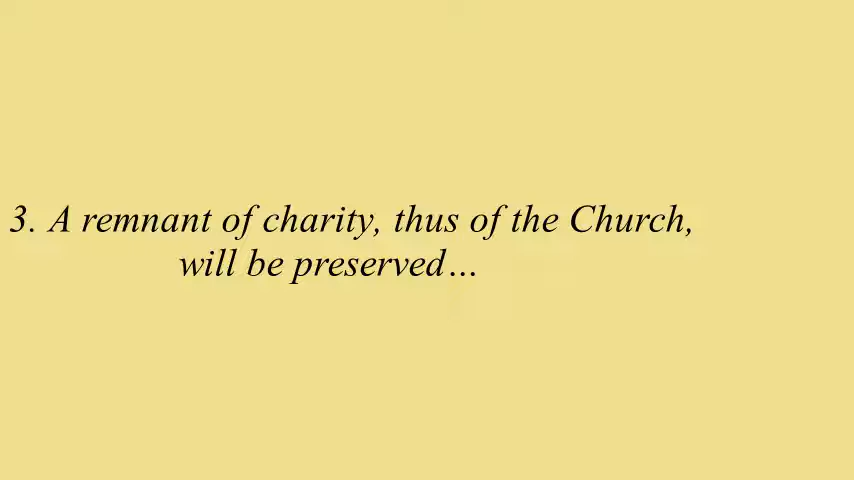 3. A remnant of charity, thus of the Church,
will be preserved…